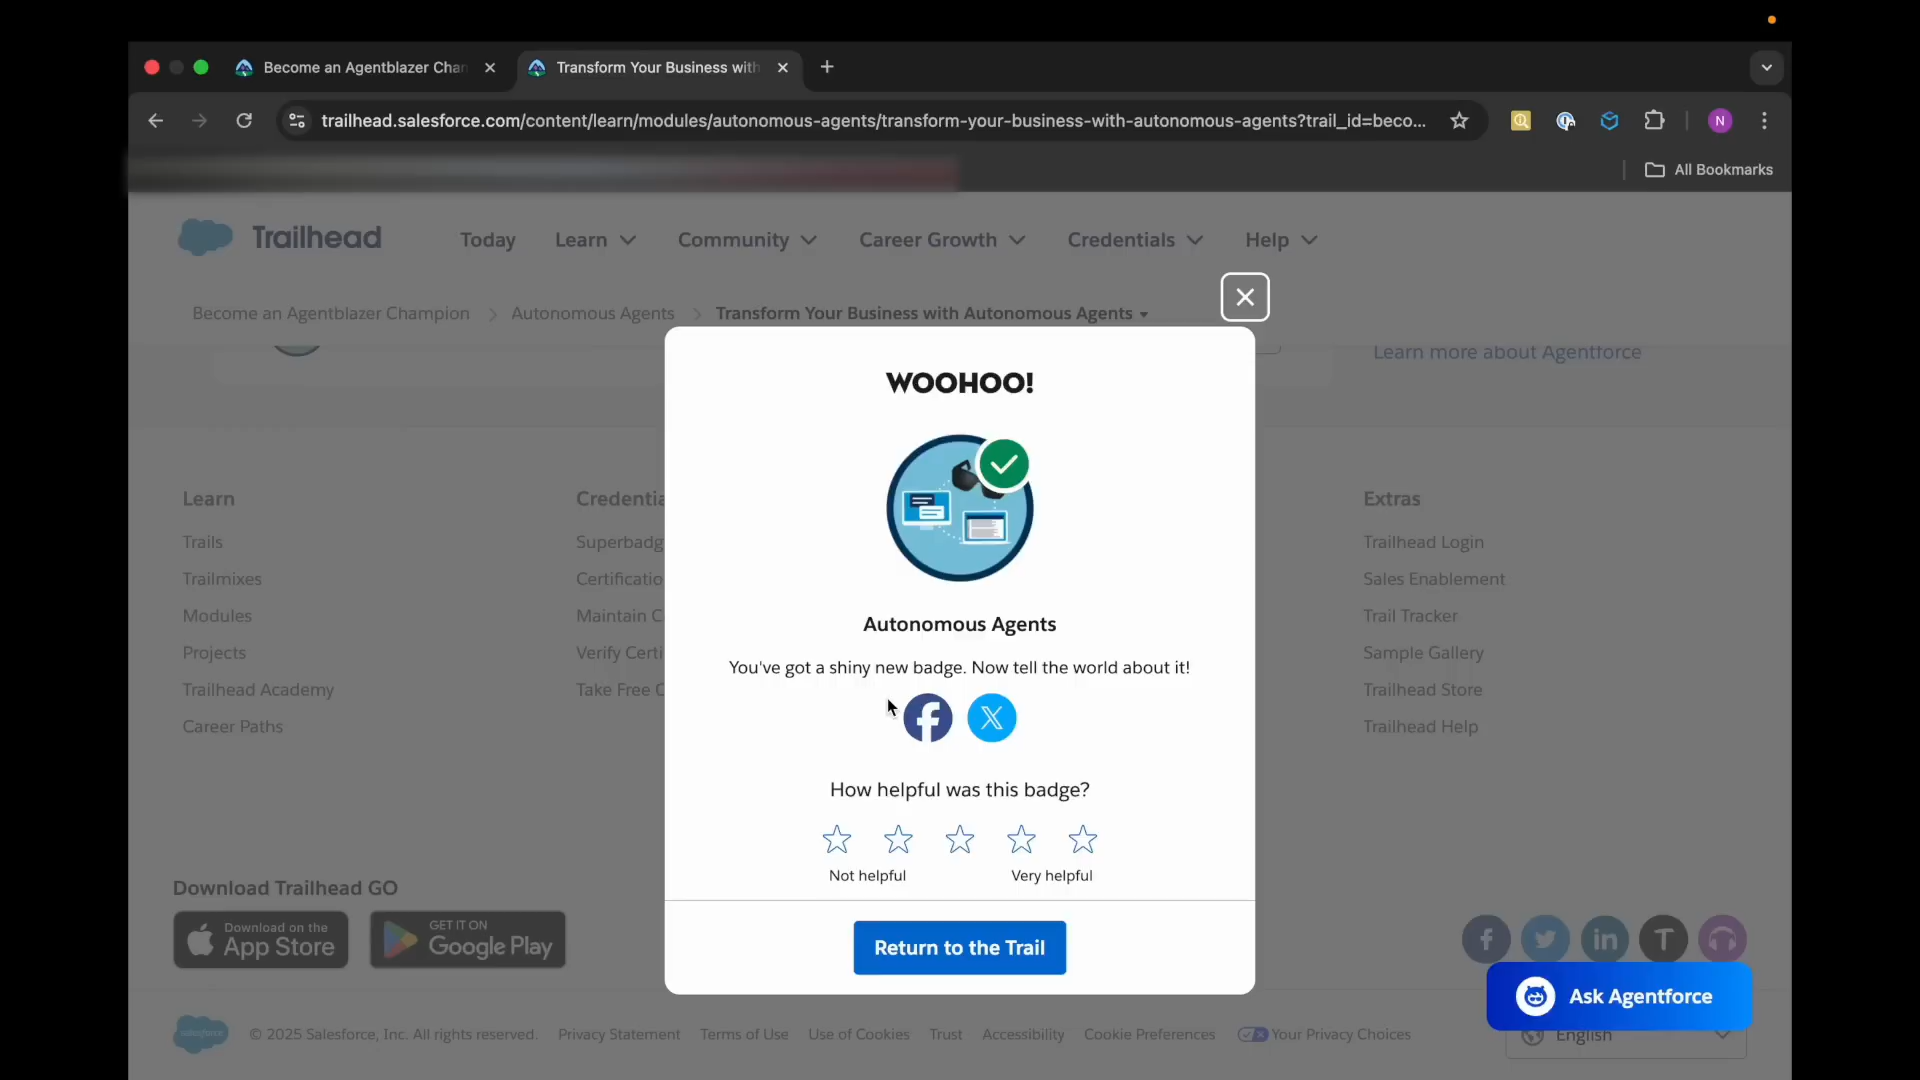 Become an Agentblazer Cha
Transform Your Business with
trailhead.salesforce.com/content/learn/modules/autonomous-agents/transform-your-business-with-autonomous-agents?trail_id=beco...
N
All Bookmarks
Trailhead
Today
Learn
Community
Career Growth
Credentials
Help
Become an Agentblazer Champion
Autonomous Agents
Transform Your Business with Autonomous Agents
Learn more about Agentforce
WOOHOO!
Autonomous Agents
You've got a shiny new badge. Now tell the world about it!
How helpful was this badge?
Not helpful
Very helpful
Return to the Trail
Learn
Trails
Trailmixes
Modules
Projects
Trailhead Academy
Career Paths
Credentia
Superbadg
Certificatio
Maintain C
Verify Certi
Take Free C
Extras
Trailhead Login
Sales Enablement
Trail Tracker
Sample Gallery
Trailhead Store
Trailhead Help
Download Trailhead GO
Download on the
App Store
GET IT ON
Google Play
Ask Agentforce
salesforce
© 2025 Salesforce, Inc. All rights reserved.
Privacy Statement
Terms of Use
Use of Cookies
Trust
Accessibility
Cookie Preferences
Your Privacy Choices
English